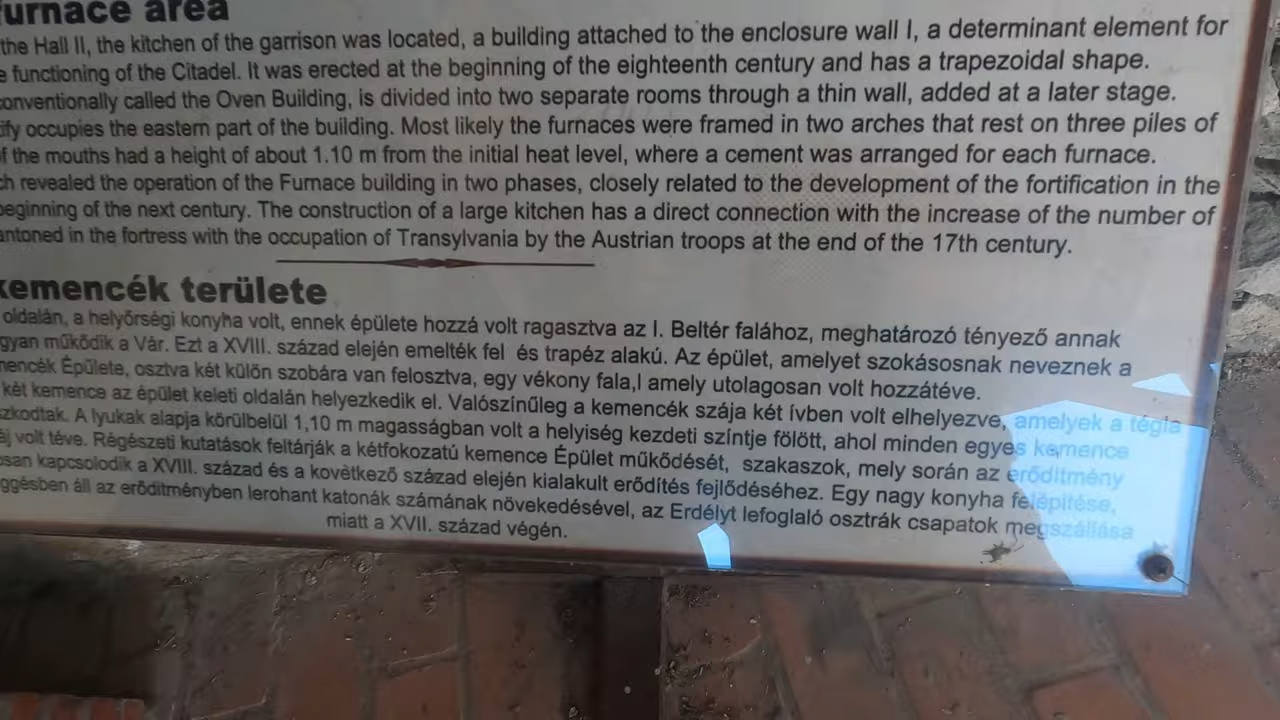 urnace area
the Hall II, the kitchen of the garrison was located, a building attached to the enclosure wall I, a determinant element for
e functioning of the Citadel. It was erected at the beginning of the eighteenth century and has a trapezoidal shape.
conventionally called the Oven Building, is divided into two separate rooms through a thin wall, added at a later stage.
ify occupies the eastern part of the building. Most likely the furnaces were framed in two arches that rest on three piles of
f the mouths had a height of about 1.10 m from the initial heat level, where a cement was arranged for each furnace.
ch revealed the operation of the Furnace building in two phases, closely related to the development of the fortification in the
beginning of the next century. The construction of a large kitchen has a direct connection with the increase of the number of
antoned in the fortress with the occupation of Transylvania by the Austrian troops at the end of the 17th century.
kemencék területe
oldalán, a helyőrségi konyha volt, ennek épülete hozzá volt ragasztva az I. Beltér falához, meghatározó tényező annak
gyan működik a Vár. Ezt a XVIII. század elején emelték fel és trapéz alakú. Az épület, amelyet szokásosnak neveznek a
mencék Épülete, osztva két külön szobára van felosztva, egy vékony fala,l amely utolagosan volt hozzátéve.
két kemence az épület keleti oldalán helyezkedik el. Valószínűleg a kemencék szája két ívben volt elhelyezve, amelyek a tégla
szkodtak. A lyukak alapja körülbelül 1,10 m magasságban volt a helyiség kezdeti színtje fölött, ahol minden egyes kemence
áj volt téve. Régészeti kutatások feltárják a kétfokozatú kemence Épület műkődését, szakaszok, mely során az erődítmény
osan kapcsolodik a XVIII. század és a kovètkező század elején kialakult erődítés fejlődéséhez. Egy nagy konyha felépitése,
ggésben áll az erőditményben lerohant katonák számának növekedésével, az Erdélyt lefoglaló osztrák csapatok megszállása
miatt a XVII. század végén.